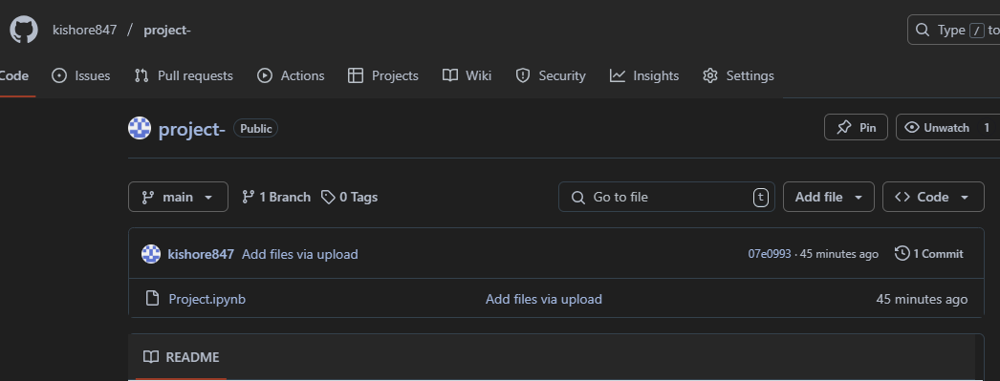 kishore847 / project-
Type / to
Code Issues Pull requests Actions Projects Wiki Security Insights Settings
project- Public Pin Unwatch 1
main 1 Branch 0 Tags Go to file t Add file Code
kishore847 Add files via upload 07e0993 · 45 minutes ago 1 Commit
Project.ipynb Add files via upload 45 minutes ago
README